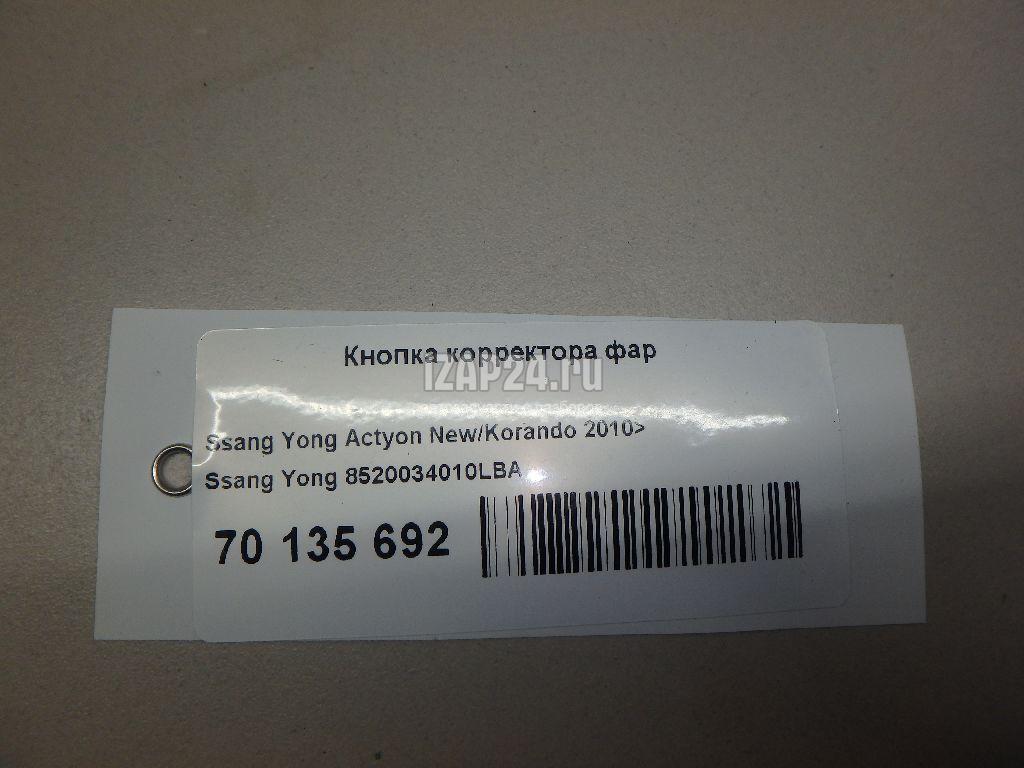 Кнопка корректора фар
IZAP24.ru
Ssang Yong Actyon New/Korando 2010>
Ssang Yong 8520034010LBA
70 135 692